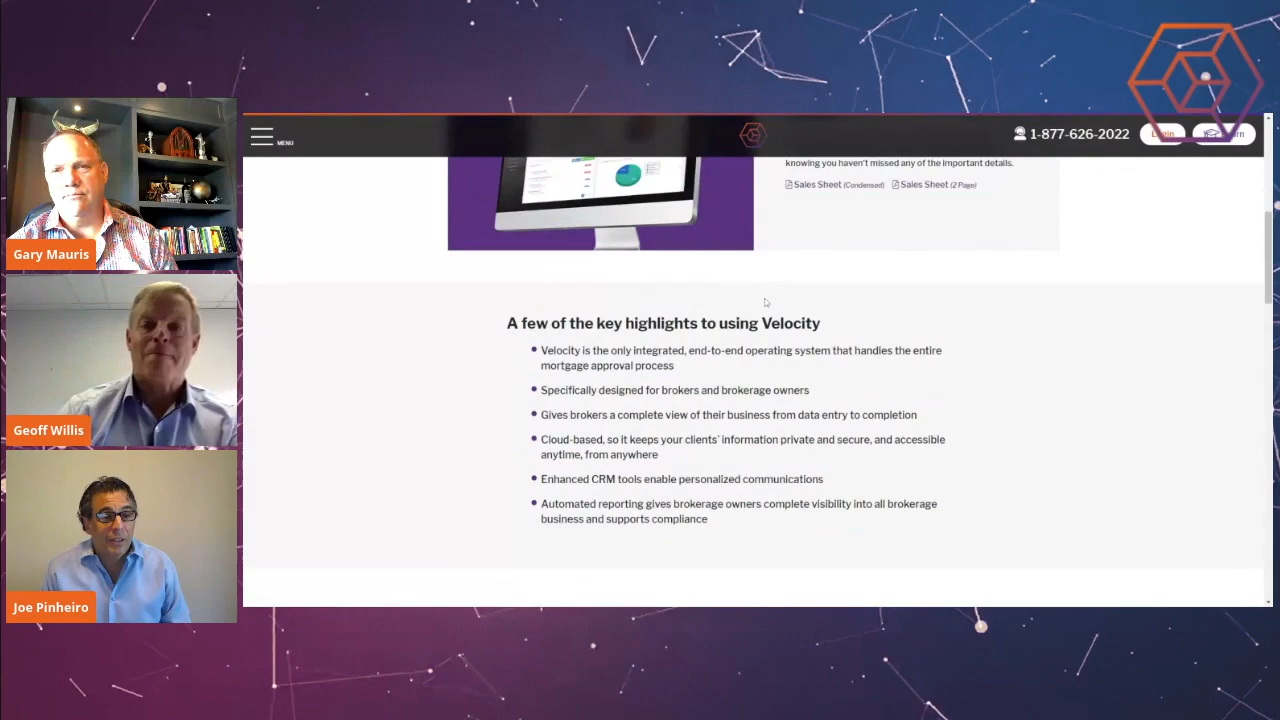 Gary Mauris
Geoff Willis
Joe Pinheiro
MENU
1-877-626-2022
Login
knowing you haven't missed any of the important details.
Sales Sheet (Condensed) Sales Sheet (2 Page)
A few of the key highlights to using Velocity
Velocity is the only integrated, end-to-end operating system that handles the entire
mortgage approval process
Specifically designed for brokers and brokerage owners
Gives brokers a complete view of their business from data entry to completion
Cloud-based, so it keeps your clients' information private and secure, and accessible
anytime, from anywhere
Enhanced CRM tools enable personalized communications
Automated reporting gives brokerage owners complete visibility into all brokerage
business and supports compliance